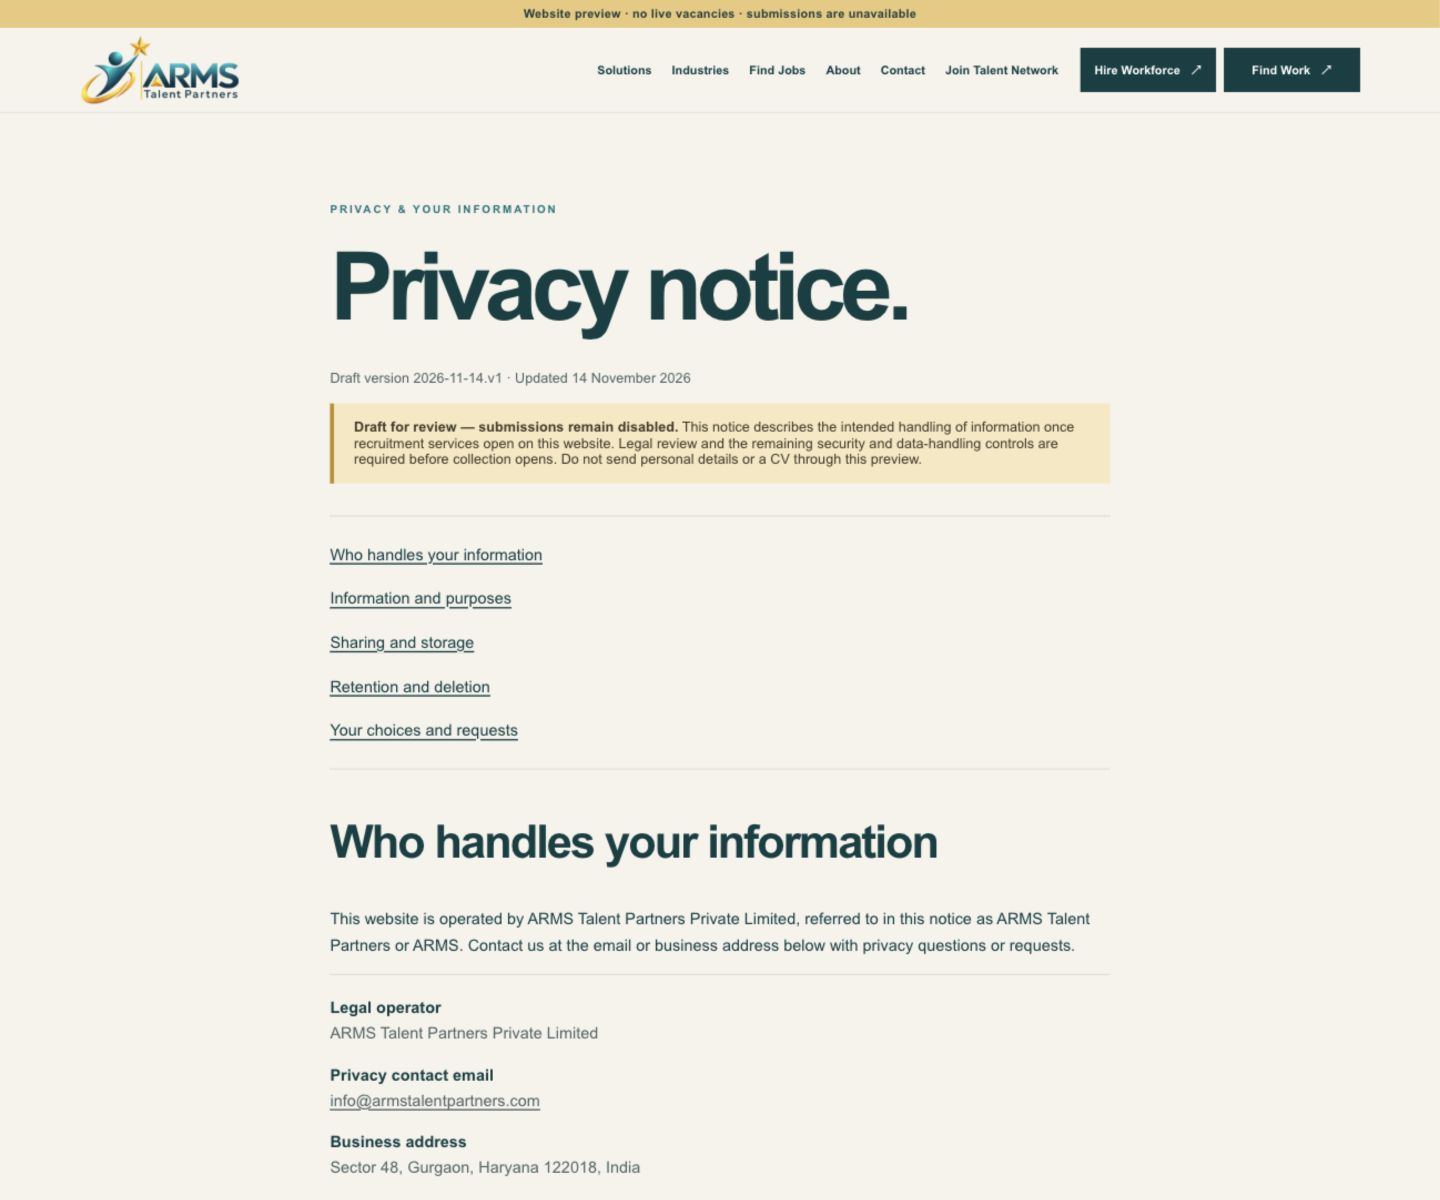 Website preview · no live vacancies · submissions are unavailable
ARMS
Talent Partners
Solutions
Industries
Find Jobs
About
Contact
Join Talent Network
Hire Workforce ↗
Find Work ↗
PRIVACY & YOUR INFORMATION
Privacy notice.
Draft version 2026-11-14.v1 · Updated 14 November 2026
Draft for review — submissions remain disabled. This notice describes the intended handling of information once
recruitment services open on this website. Legal review and the remaining security and data-handling controls are
required before collection opens. Do not send personal details or a CV through this preview.
Who handles your information
Information and purposes
Sharing and storage
Retention and deletion
Your choices and requests
Who handles your information
This website is operated by ARMS Talent Partners Private Limited, referred to in this notice as ARMS Talent
Partners or ARMS. Contact us at the email or business address below with privacy questions or requests.
Legal operator
ARMS Talent Partners Private Limited
Privacy contact email
info@armstalentpartners.com
Business address
Sector 48, Gurgaon, Haryana 122018, India